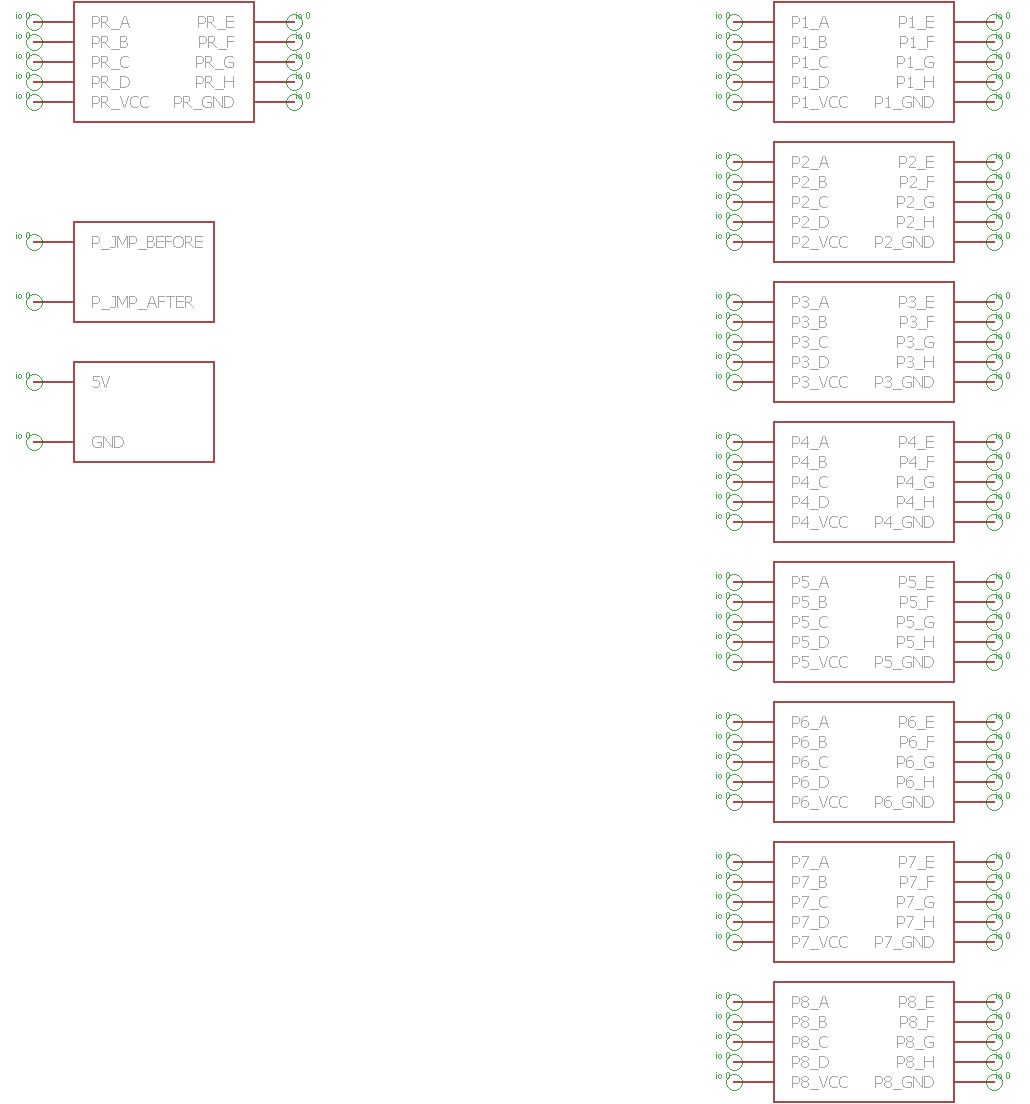 io 0 PR_A PR_E io 0
io 0 PR_B PR_F io 0
io 0 PR_C PR_G io 0
io 0 PR_D PR_H io 0
io 0 PR_VCC PR_GND io 0
io 0 P_JMP_BEFORE
io 0 P_JMP_AFTER
io 0 5V
io 0 GND
io 0 P1_A P1_E io 0
io 0 P1_B P1_F io 0
io 0 P1_C P1_G io 0
io 0 P1_D P1_H io 0
io 0 P1_VCC P1_GND io 0
io 0 P2_A P2_E io 0
io 0 P2_B P2_F io 0
io 0 P2_C P2_G io 0
io 0 P2_D P2_H io 0
io 0 P2_VCC P2_GND io 0
io 0 P3_A P3_E io 0
io 0 P3_B P3_F io 0
io 0 P3_C P3_G io 0
io 0 P3_D P3_H io 0
io 0 P3_VCC P3_GND io 0
io 0 P4_A P4_E io 0
io 0 P4_B P4_F io 0
io 0 P4_C P4_G io 0
io 0 P4_D P4_H io 0
io 0 P4_VCC P4_GND io 0
io 0 P5_A P5_E io 0
io 0 P5_B P5_F io 0
io 0 P5_C P5_G io 0
io 0 P5_D P5_H io 0
io 0 P5_VCC P5_GND io 0
io 0 P6_A P6_E io 0
io 0 P6_B P6_F io 0
io 0 P6_C P6_G io 0
io 0 P6_D P6_H io 0
io 0 P6_VCC P6_GND io 0
io 0 P7_A P7_E io 0
io 0 P7_B P7_F io 0
io 0 P7_C P7_G io 0
io 0 P7_D P7_H io 0
io 0 P7_VCC P7_GND io 0
io 0 P8_A P8_E io 0
io 0 P8_B P8_F io 0
io 0 P8_C P8_G io 0
io 0 P8_D P8_H io 0
io 0 P8_VCC P8_GND io 0